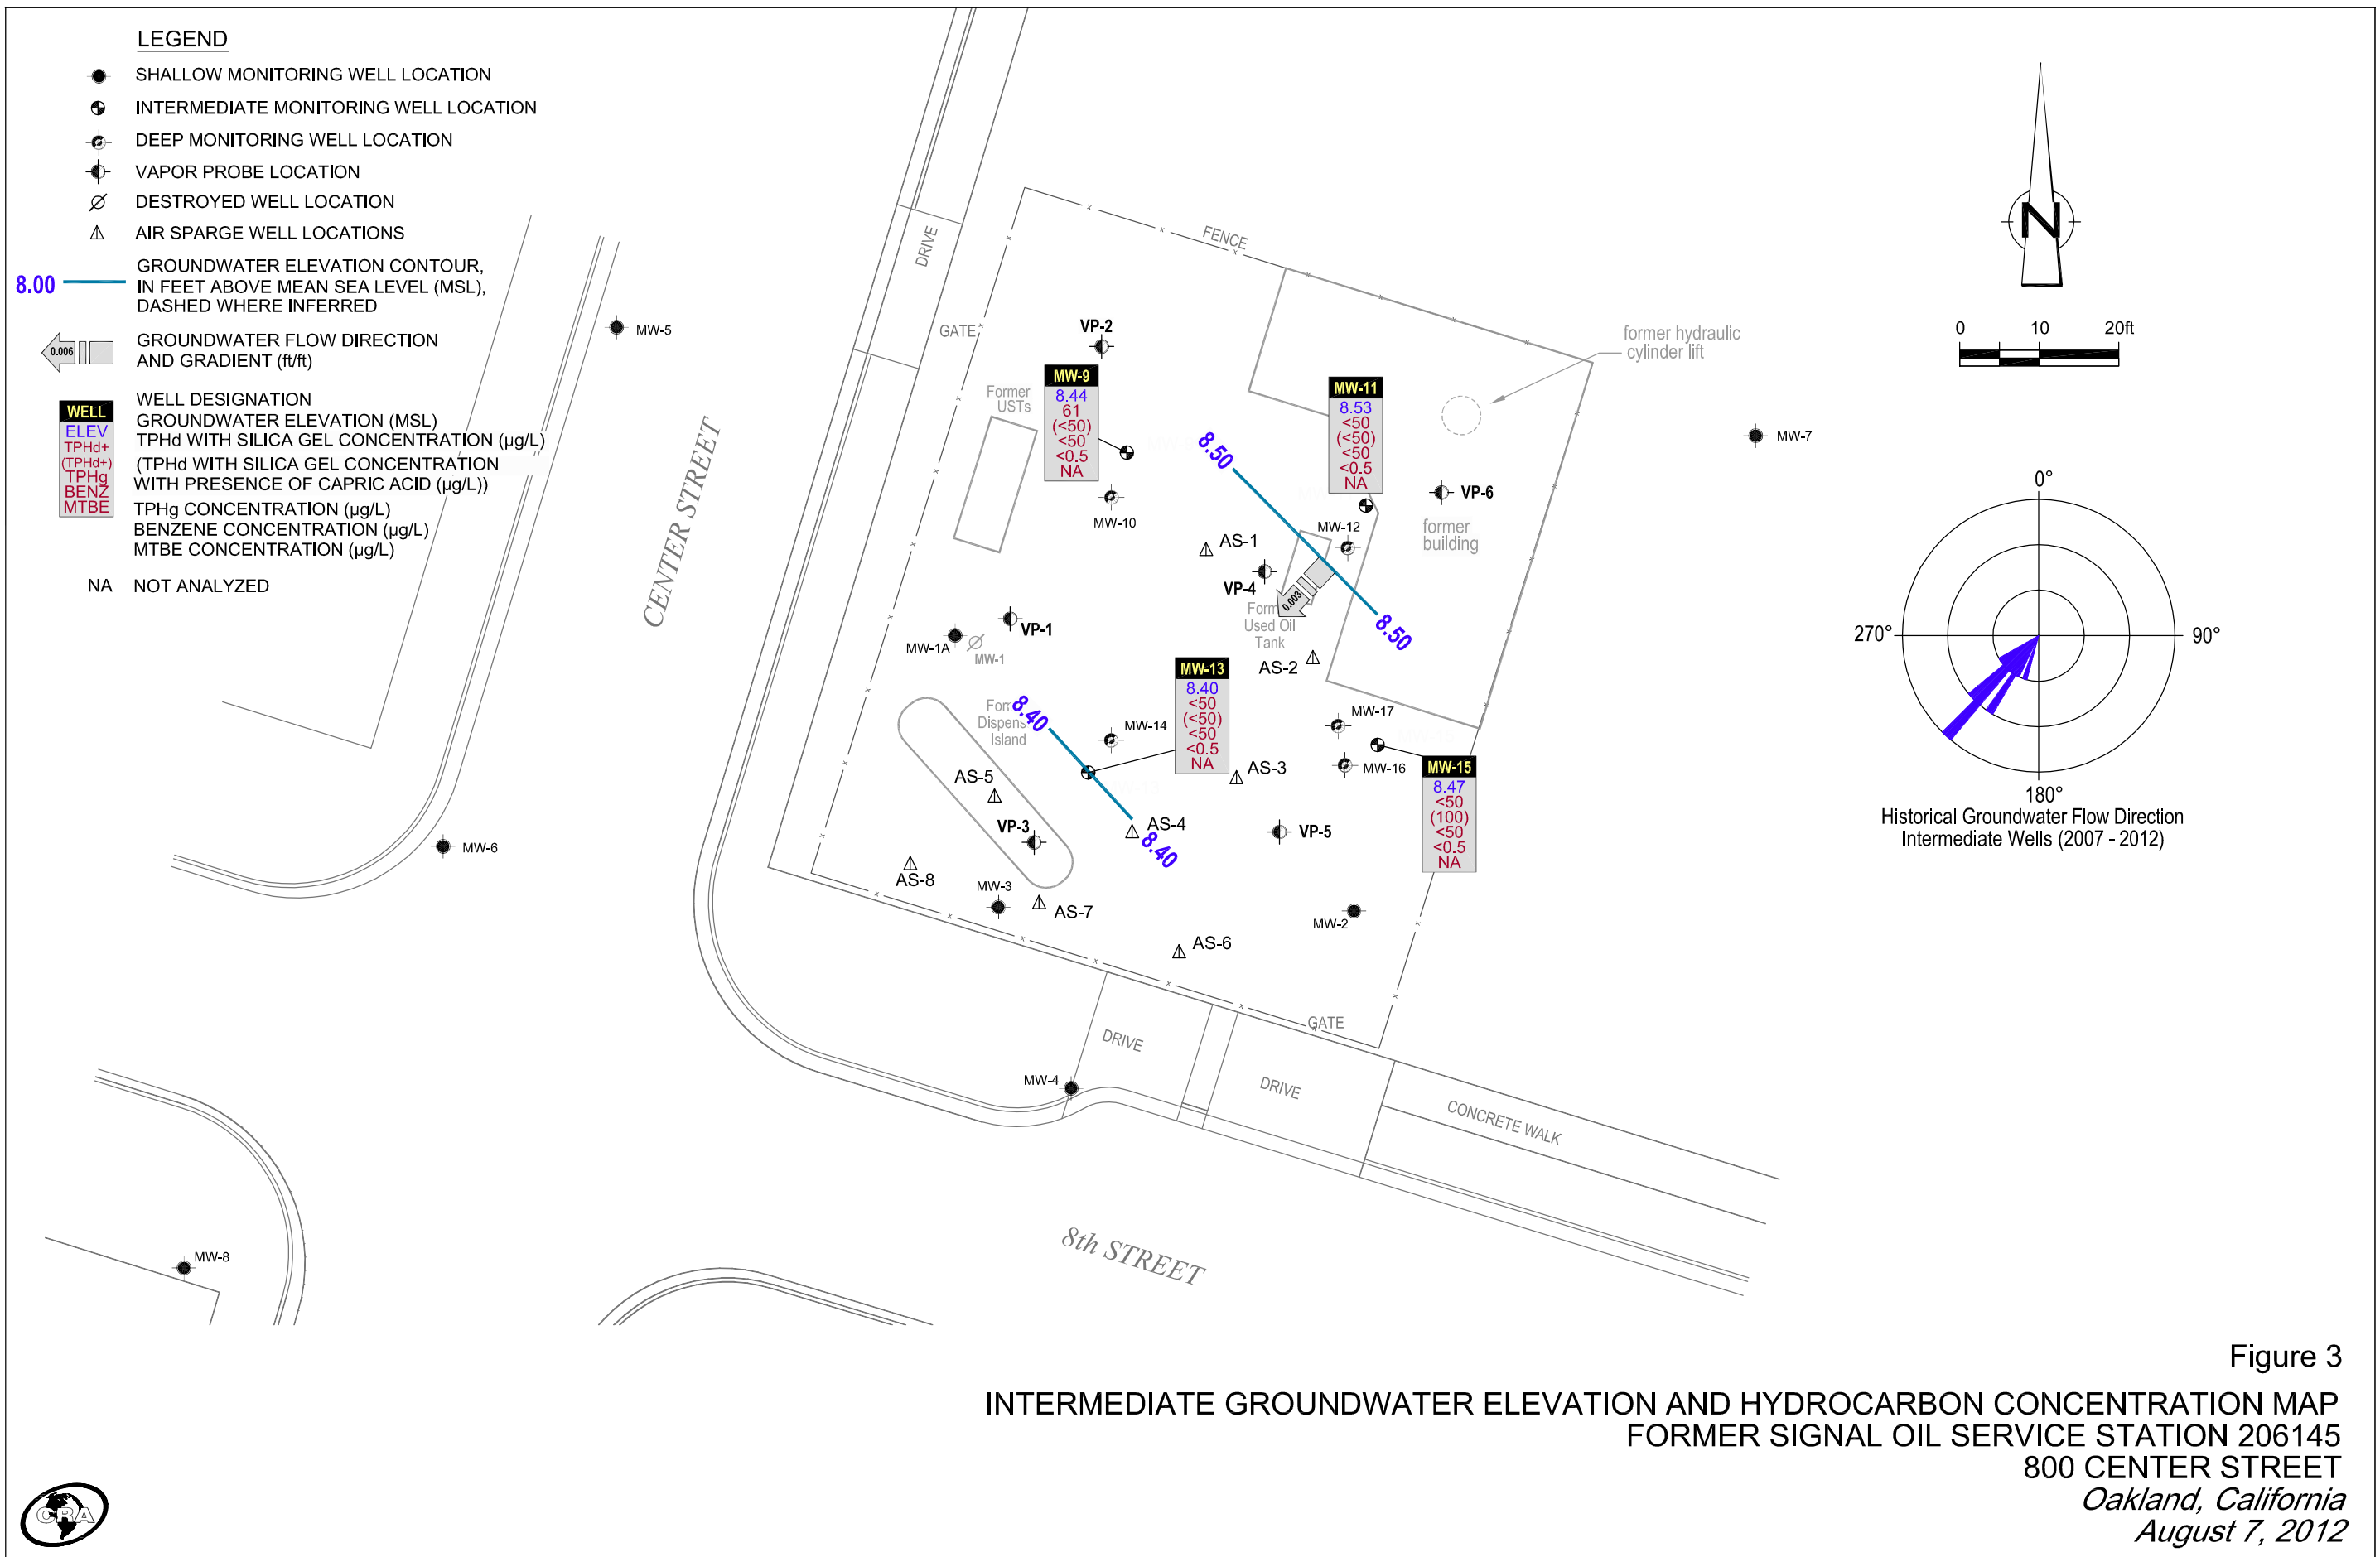 LEGEND
SHALLOW MONITORING WELL LOCATION
INTERMEDIATE MONITORING WELL LOCATION
DEEP MONITORING WELL LOCATION
VAPOR PROBE LOCATION
DESTROYED WELL LOCATION
AIR SPARGE WELL LOCATIONS
8.00
GROUNDWATER ELEVATION CONTOUR,
IN FEET ABOVE MEAN SEA LEVEL (MSL),
DASHED WHERE INFERRED
0.006
GROUNDWATER FLOW DIRECTION
AND GRADIENT (ft/ft)
WELL
ELEV
TPHd+
(TPHd+)
TPHg
BENZ
MTBE
WELL DESIGNATION
GROUNDWATER ELEVATION (MSL)
TPHd WITH SILICA GEL CONCENTRATION (µg/L)
(TPHd WITH SILICA GEL CONCENTRATION
WITH PRESENCE OF CAPRIC ACID (µg/L))
TPHg CONCENTRATION (µg/L)
BENZENE CONCENTRATION (µg/L)
MTBE CONCENTRATION (µg/L)
NA NOT ANALYZED
MW-5
CENTER STREET
DRIVE
GATE
FENCE
VP-2
Former
USTs
MW-9
8.44
61
(<50)
<50
<0.5
NA
MW-10
MW-11
8.53
<50
(<50)
<50
<0.5
NA
former hydraulic
cylinder lift
MW-7
8.50
VP-6
former
building
MW-12
AS-1
VP-4
0.003
Form
Used Oil
Tank
8.50
AS-2
VP-1
MW-1A
MW-1
MW-13
8.40
<50
(<50)
<50
<0.5
NA
Form
Dispens
Island
8.40
MW-14
MW-17
MW-16
MW-15
8.47
<50
(100)
<50
<0.5
NA
AS-3
AS-5
VP-3
AS-4
8.40
VP-5
MW-6
AS-8
MW-3
AS-7
MW-2
AS-6
GATE
DRIVE
DRIVE
MW-4
CONCRETE WALK
8th STREET
MW-8
N
0 10 20ft
0°
270°
90°
180°
Historical Groundwater Flow Direction
Intermediate Wells (2007 - 2012)
Figure 3
INTERMEDIATE GROUNDWATER ELEVATION AND HYDROCARBON CONCENTRATION MAP
FORMER SIGNAL OIL SERVICE STATION 206145
800 CENTER STREET
Oakland, California
August 7, 2012
CRA